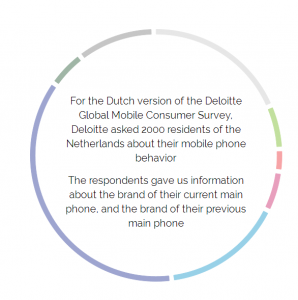 For the Dutch version of the Deloitte
Global Mobile Consumer Survey,
Deloitte asked 2000 residents of the
Netherlands about their mobile phone
behavior
The respondents gave us information
about the brand of their current main
phone, and the brand of their previous
main phone